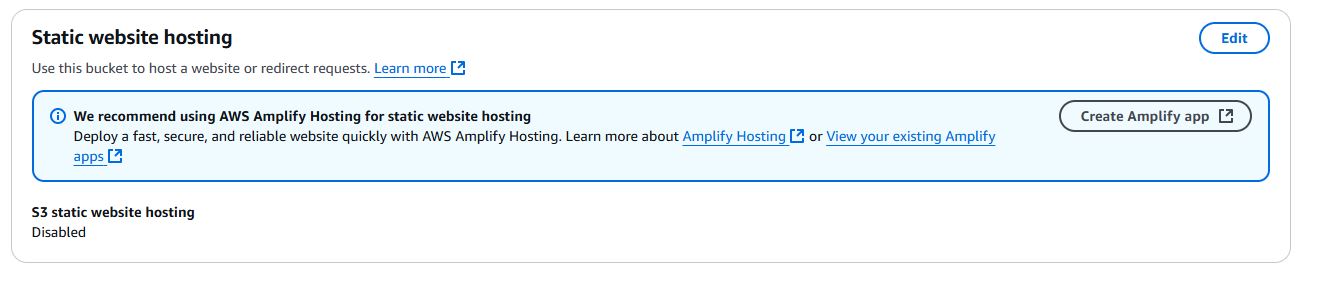 Static website hosting
Edit
Use this bucket to host a website or redirect requests. Learn more
We recommend using AWS Amplify Hosting for static website hosting
Create Amplify app
Deploy a fast, secure, and reliable website quickly with AWS Amplify Hosting. Learn more about Amplify Hosting or View your existing Amplify
apps
S3 static website hosting
Disabled